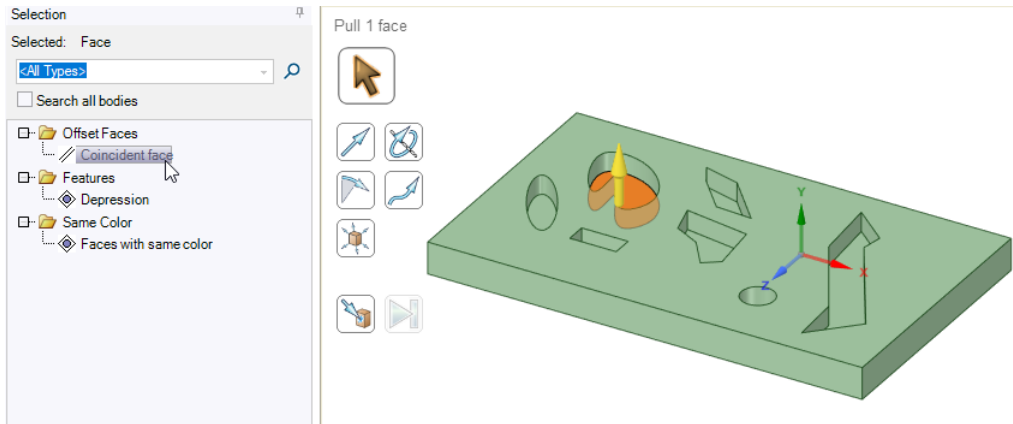 Selection
Selected: Face
<All Types>
Search all bodies
Offset Faces
Coincident face
Features
Depression
Same Color
Faces with same color
Pull 1 face
Y
X
Z